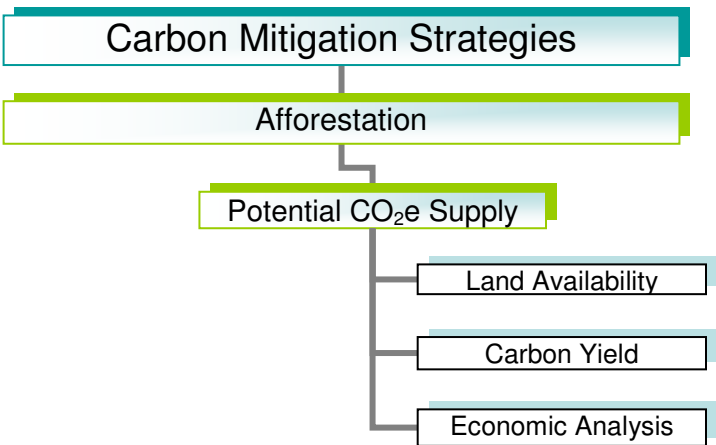 Carbon Mitigation Strategies
Afforestation
Potential CO₂e Supply
Land Availability
Carbon Yield
Economic Analysis